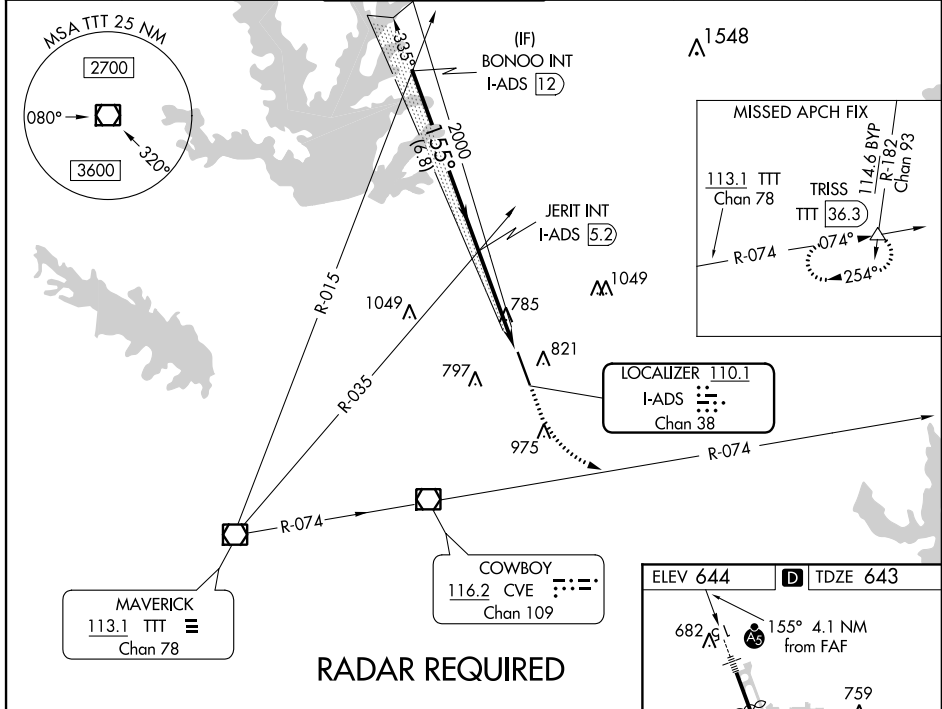 MSA TTT 25 NM
2700
080°
320°
3600
335°
(IF)
BONOO INT
I-ADS 12
1548
2000
155°
(6.8)
MISSED APCH FIX
113.1 TTT
Chan 78
114.6 BYP
R-182
Chan 93
TRISS
TTT 36.3
R-074
074°
254°
JERIT INT
I-ADS 5.2
R-015
1049
785
1049
R-035
797
821
LOCALIZER 110.1
I-ADS
Chan 38
975
R-074
R-074
MAVERICK
113.1 TTT
Chan 78
COWBOY
116.2 CVE
Chan 109
RADAR REQUIRED
ELEV 644
D
TDZE 643
682
15
A5
155° 4.1 NM
from FAF
759